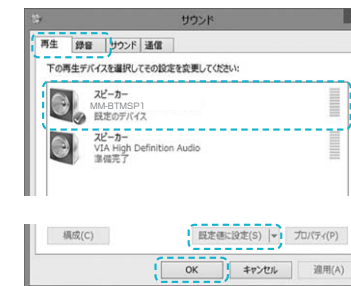 サウンド
再生 録音 サウンド 通信
下の再生デバイスを選択してその設定を変更してください:
スピーカー
MM-BTMSP1
既定のデバイス
スピーカー
VIA High Definition Audio
準備完了
構成(C) 既定値に設定(S) プロパティ(P)
OK キャンセル 適用(A)